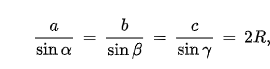 a/sin α = b/sin β = c/sin γ = 2R,